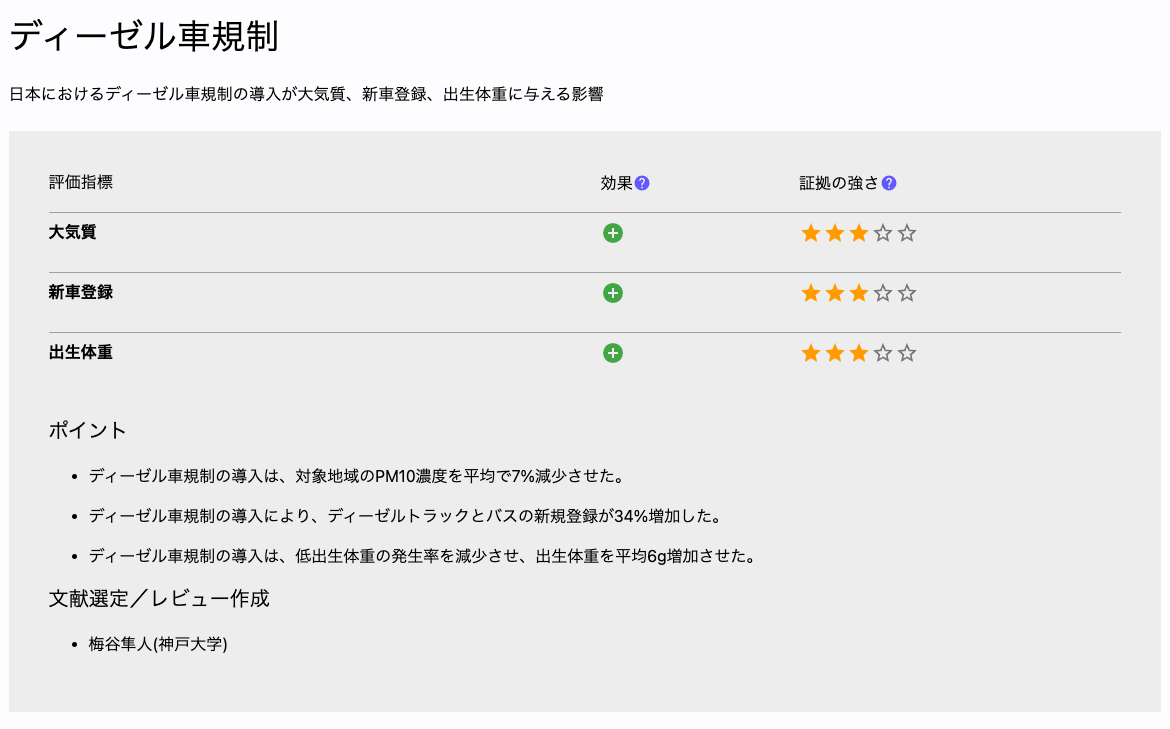 ディーゼル車規制
日本におけるディーゼル車規制の導入が大気質、新車登録、出生体重に与える影響
評価指標 効果? 証拠の強さ?
大気質
新車登録
出生体重
ポイント
• ディーゼル車規制の導入は、対象地域のPM10濃度を平均で7%減少させた。
• ディーゼル車規制の導入により、ディーゼルトラックとバスの新規登録が34%増加した。
• ディーゼル車規制の導入は、低出生体重の発生率を減少させ、出生体重を平均6g増加させた。
文献選定／レビュー作成
• 梅谷隼人(神戸大学)